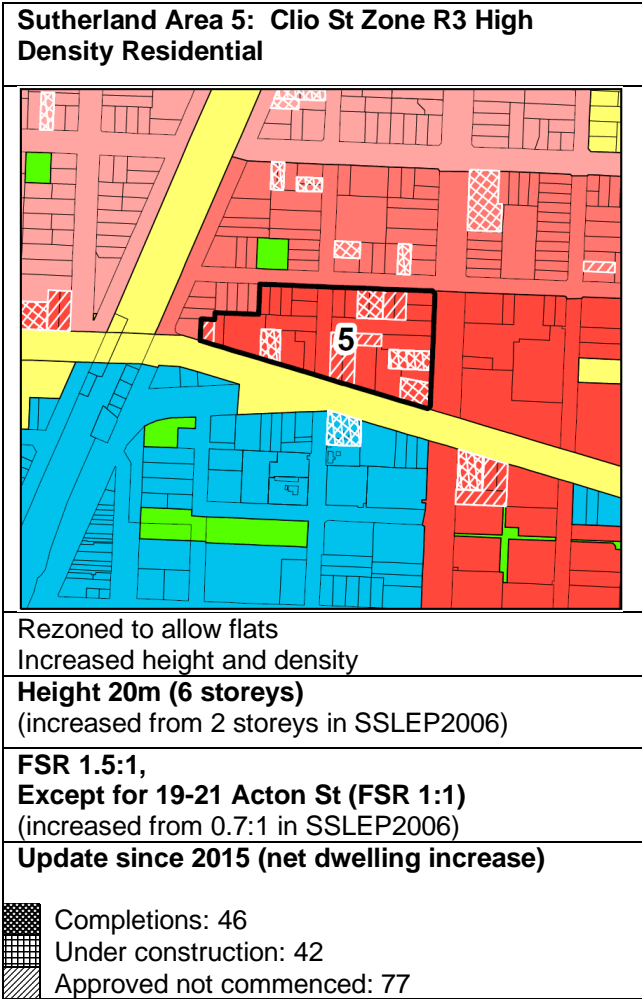 Sutherland Area 5: Clio St Zone R3 High
Density Residential
5
Rezoned to allow flats
Increased height and density
Height 20m (6 storeys)
(increased from 2 storeys in SSLEP2006)
FSR 1.5:1,
Except for 19-21 Acton St (FSR 1:1)
(increased from 0.7:1 in SSLEP2006)
Update since 2015 (net dwelling increase)
Completions: 46
Under construction: 42
Approved not commenced: 77